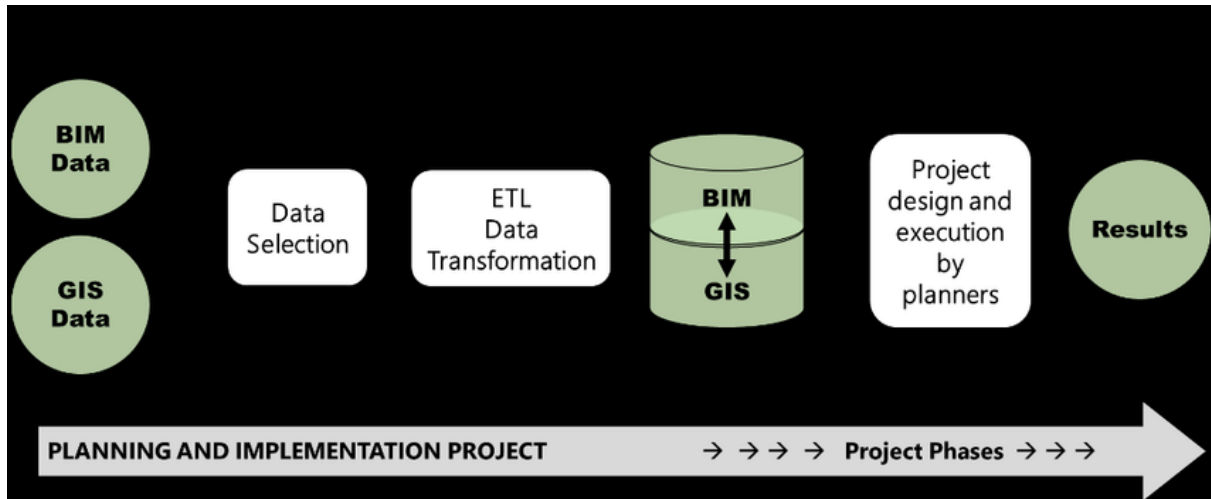 BIM
Data
GIS
Data
Data
Selection
ETL
Data
Transformation
BIM
GIS
Project
design and
execution
by
planners
Results
PLANNING AND IMPLEMENTATION PROJECT → → → → Project Phases → → →